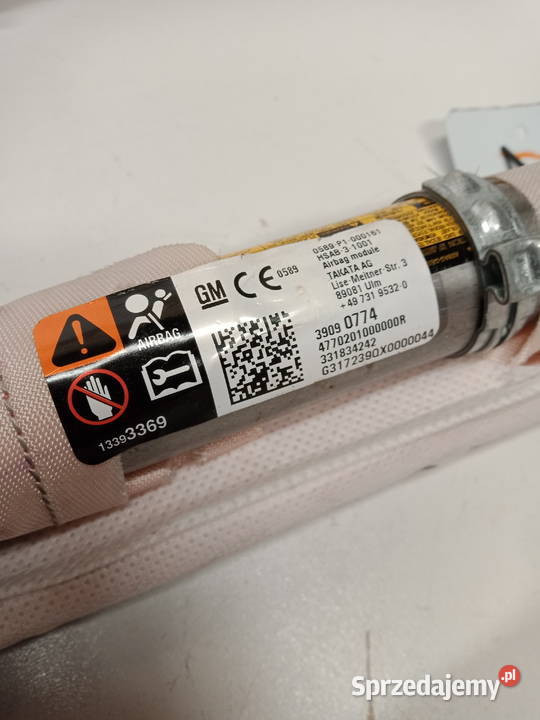 AIRBAG
13393369
GM CE 0589
0589-P1-000161
HSAB-3-1001
Airbag module
TAKATA AG
Lise-Meitner-Str. 3
89081 Ulm
+49 731 9532-0
3909 0774
4770201000000R
331834242
G317239QX0000044
Sprzedajemy.pl